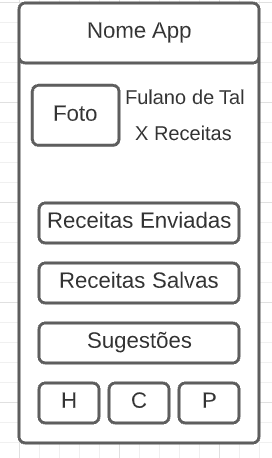 Nome App
Foto
Fulano de Tal
X Receitas
Receitas Enviadas
Receitas Salvas
Sugestões
H C P